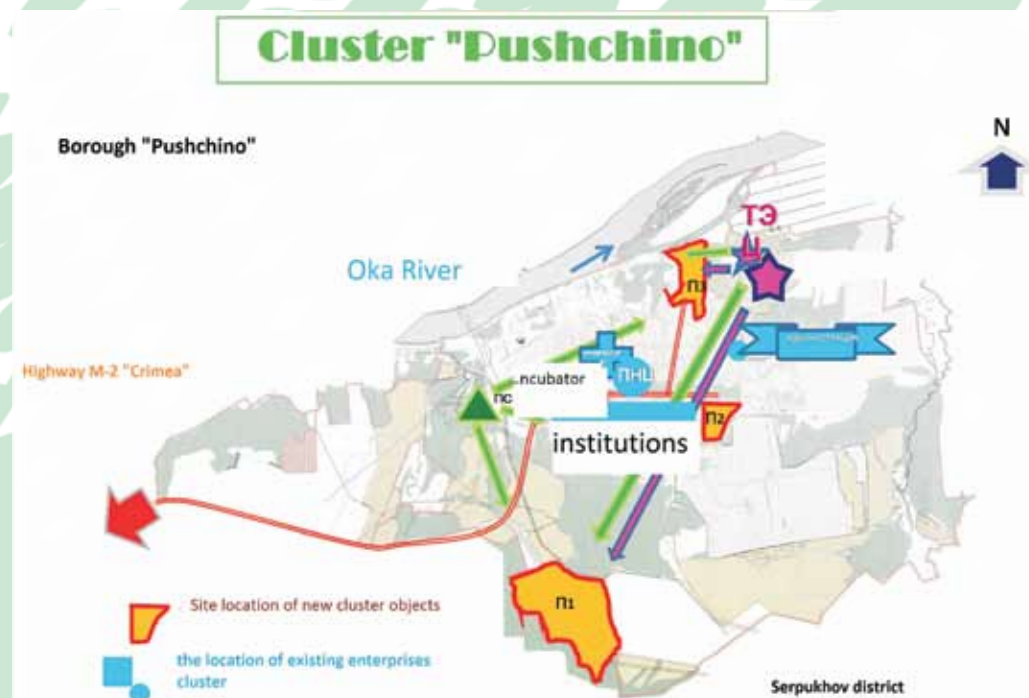 Cluster "Pushchino"
Borough "Pushchino"
N
ТЭ
Ц
Oka River
П3
Highway M-2 "Crimea"
ncubator
ПНЦ
ПС
П2
institutions
П1
Site location of new cluster objects
the location of existing enterprises
cluster
Serpukhov district